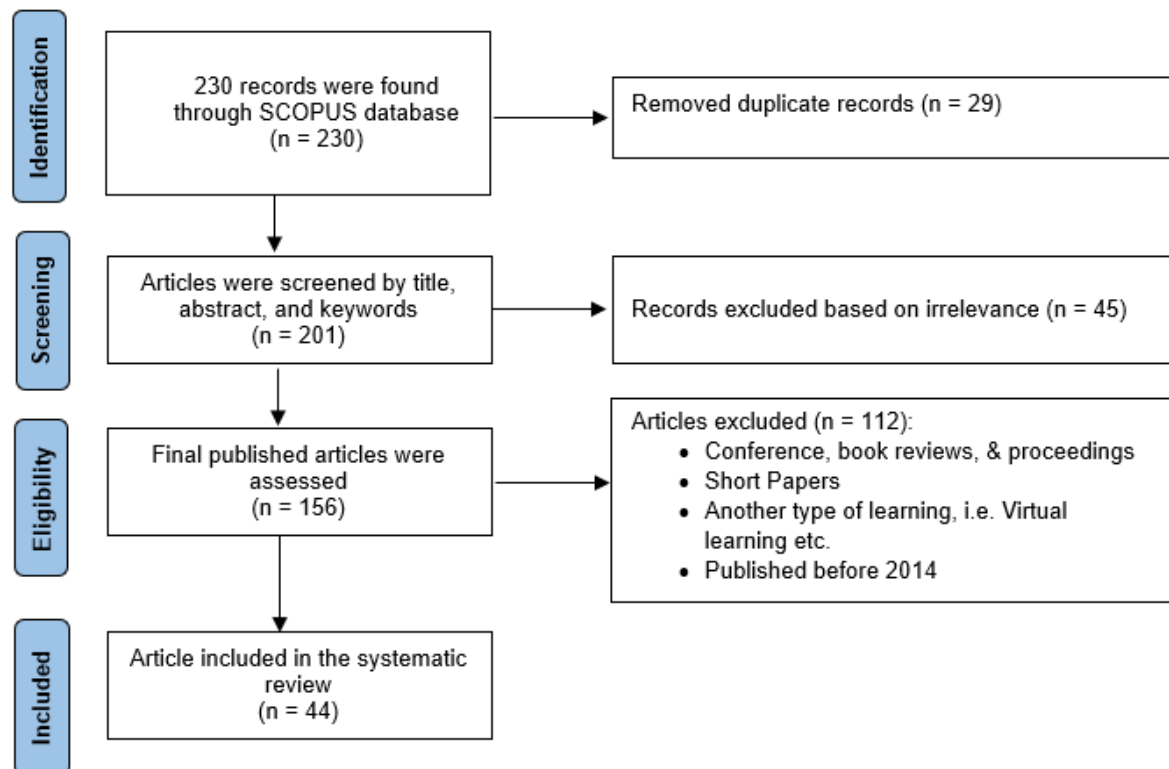 Identification
230 records were found
through SCOPUS database
(n = 230)
Removed duplicate records (n = 29)
Screening
Articles were screened by title,
abstract, and keywords
(n = 201)
Records excluded based on irrelevance (n = 45)
Eligibility
Final published articles were
assessed
(n = 156)
Articles excluded (n = 112):
• Conference, book reviews, & proceedings
• Short Papers
• Another type of learning, i.e. Virtual
learning etc.
• Published before 2014
Included
Article included in the systematic
review
(n = 44)